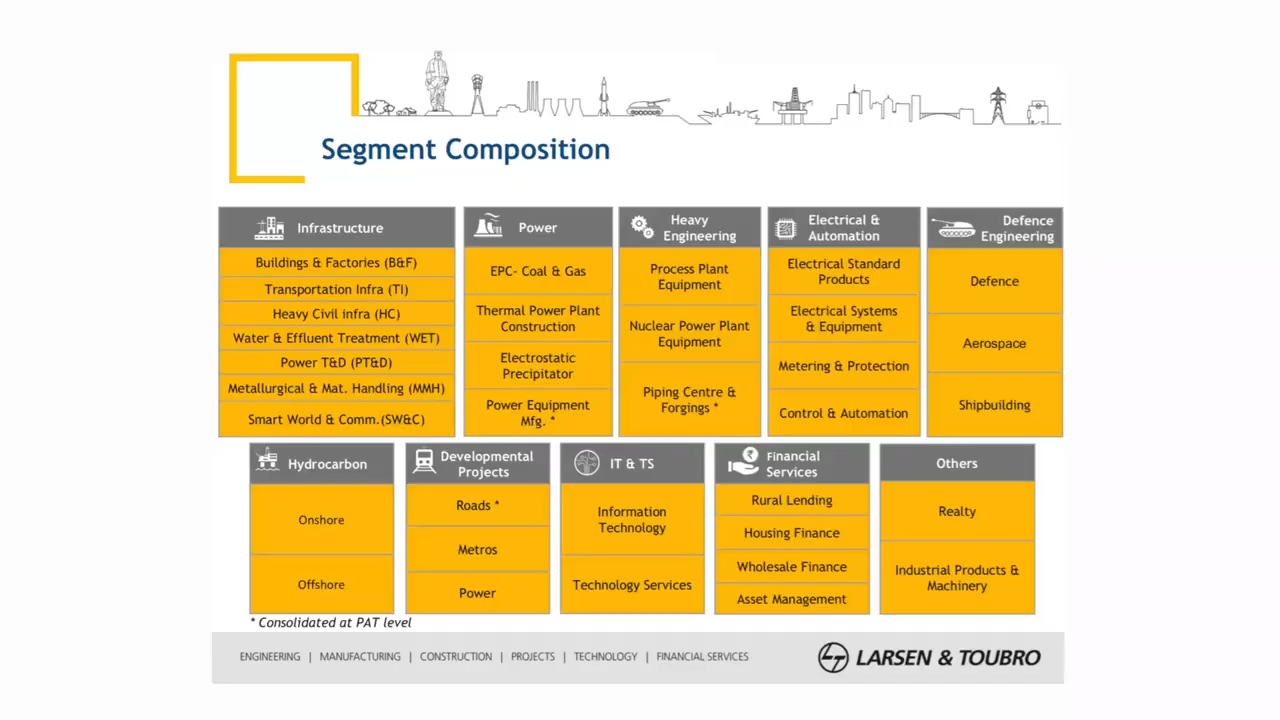 Segment Composition
Infrastructure
Buildings & Factories (B&F)
Transportation Infra (TI)
Heavy Civil infra (HC)
Water & Effluent Treatment (WET)
Power T&D (PT&D)
Metallurgical & Mat. Handling (MMH)
Smart World & Comm.(SW&C)
Power
EPC- Coal & Gas
Thermal Power Plant
Construction
Electrostatic
Precipitator
Power Equipment
Mfg. *
Heavy
Engineering
Process Plant
Equipment
Nuclear Power Plant
Equipment
Piping Centre &
Forgings *
Electrical &
Automation
Electrical Standard
Products
Electrical Systems
& Equipment
Metering & Protection
Control & Automation
Defence
Engineering
Defence
Aerospace
Shipbuilding
Hydrocarbon
Onshore
Offshore
Developmental
Projects
Roads *
Metros
Power
IT & TS
Information
Technology
Technology Services
₹
Financial
Services
Rural Lending
Housing Finance
Wholesale Finance
Asset Management
Others
Realty
Industrial Products &
Machinery
* Consolidated at PAT level
ENGINEERING | MANUFACTURING | CONSTRUCTION | PROJECTS | TECHNOLOGY | FINANCIAL SERVICES
LARSEN & TOUBRO